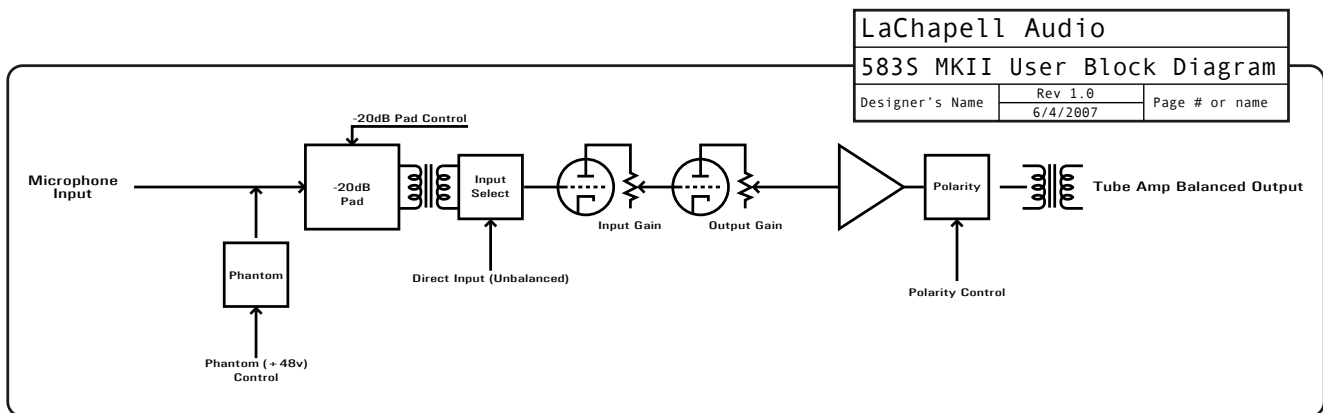 LaChapell Audio
583S MKII User Block Diagram
Designer's Name
Rev 1.0
6/4/2007
Page # or name
-20dB Pad Control
Microphone
Input
-20dB
Pad
Input
Select
Polarity
Tube Amp Balanced Output
Input Gain
Output Gain
Phantom
Direct Input (Unbalanced)
Polarity Control
Phantom (+48v)
Control